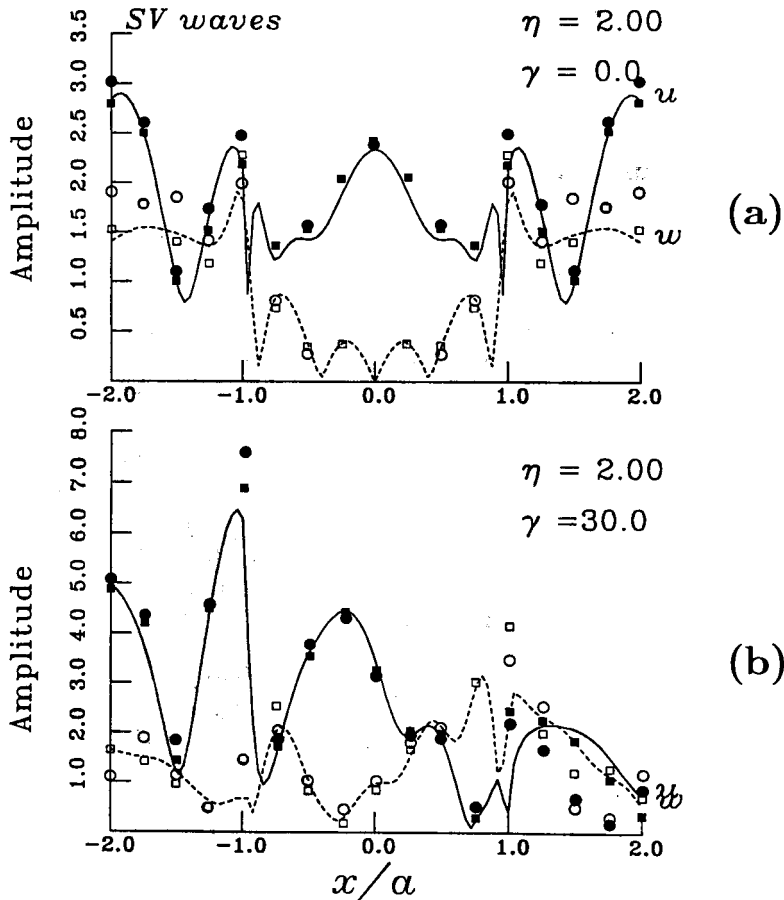 SV waves
η = 2.00
γ = 0.0
u
w
(a)
Amplitude
3.5
3.0
2.5
2.0
1.5
1.0
0.5
-2.0 -1.0 0.0 1.0 2.0
η = 2.00
γ =30.0
(b)
Amplitude
8.0
7.0
6.0
5.0
4.0
3.0
2.0
1.0
-2.0 -1.0 0.0 1.0 2.0
x/a